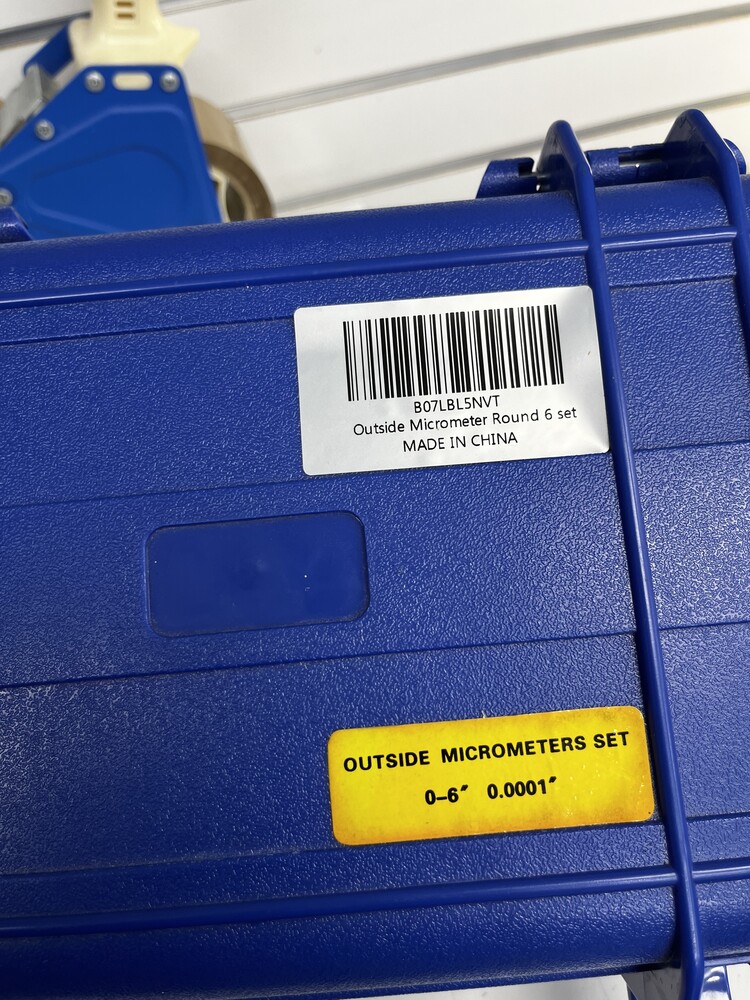 B07LBL5NVT
Outside Micrometer Round 6 set
MADE IN CHINA
OUTSIDE MICROMETERS SET
0–6″ 0.0001″